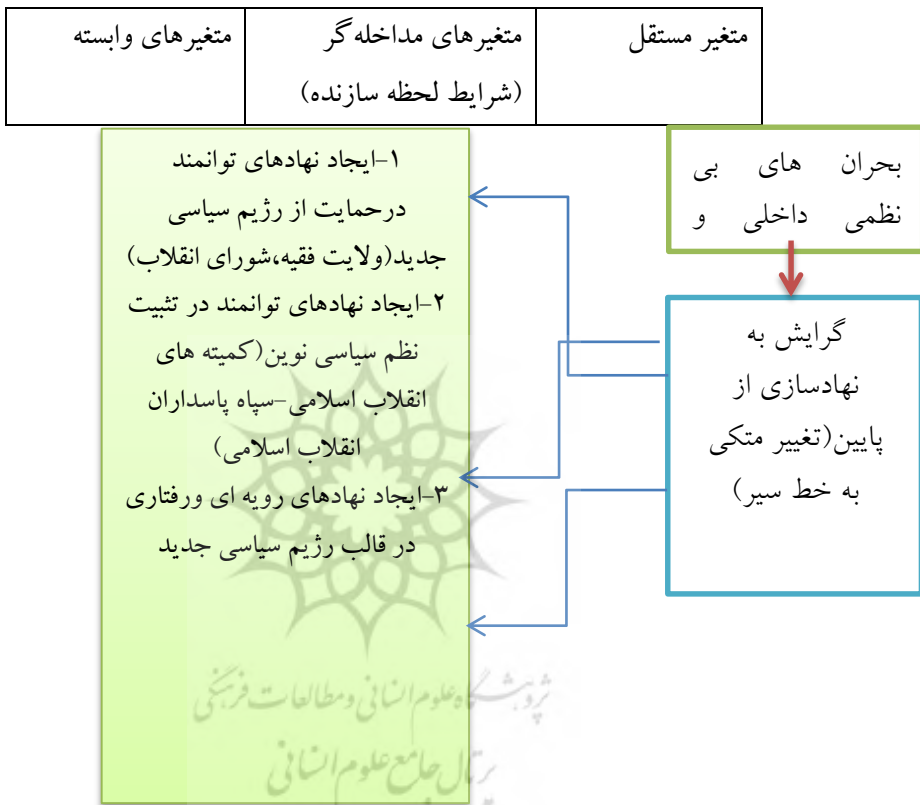 متغیر مستقل
متغیرهای مداخله‌گر
(شرایط لحظه سازنده)
متغیرهای وابسته
بحران های بی
نظمی داخلی و
گرایش به
نهادسازی از
پایین(تغییر متکی
به خط سیر)
۱-ایجاد نهادهای توانمند
درحمایت از رژیم سیاسی
جدید(ولایت فقیه،شورای انقلاب)
۲-ایجاد نهادهای توانمند در تثبیت
نظم سیاسی نوین(کمیته های
انقلاب اسلامی-سپاه پاسداران
انقلاب اسلامی)
۳-ایجاد نهادهای رویه ای ورفتاری
در قالب رژیم سیاسی جدید
پژوهشگاه علوم انسانی و مطالعات فرهنگی
پرتال جامع علوم انسانی